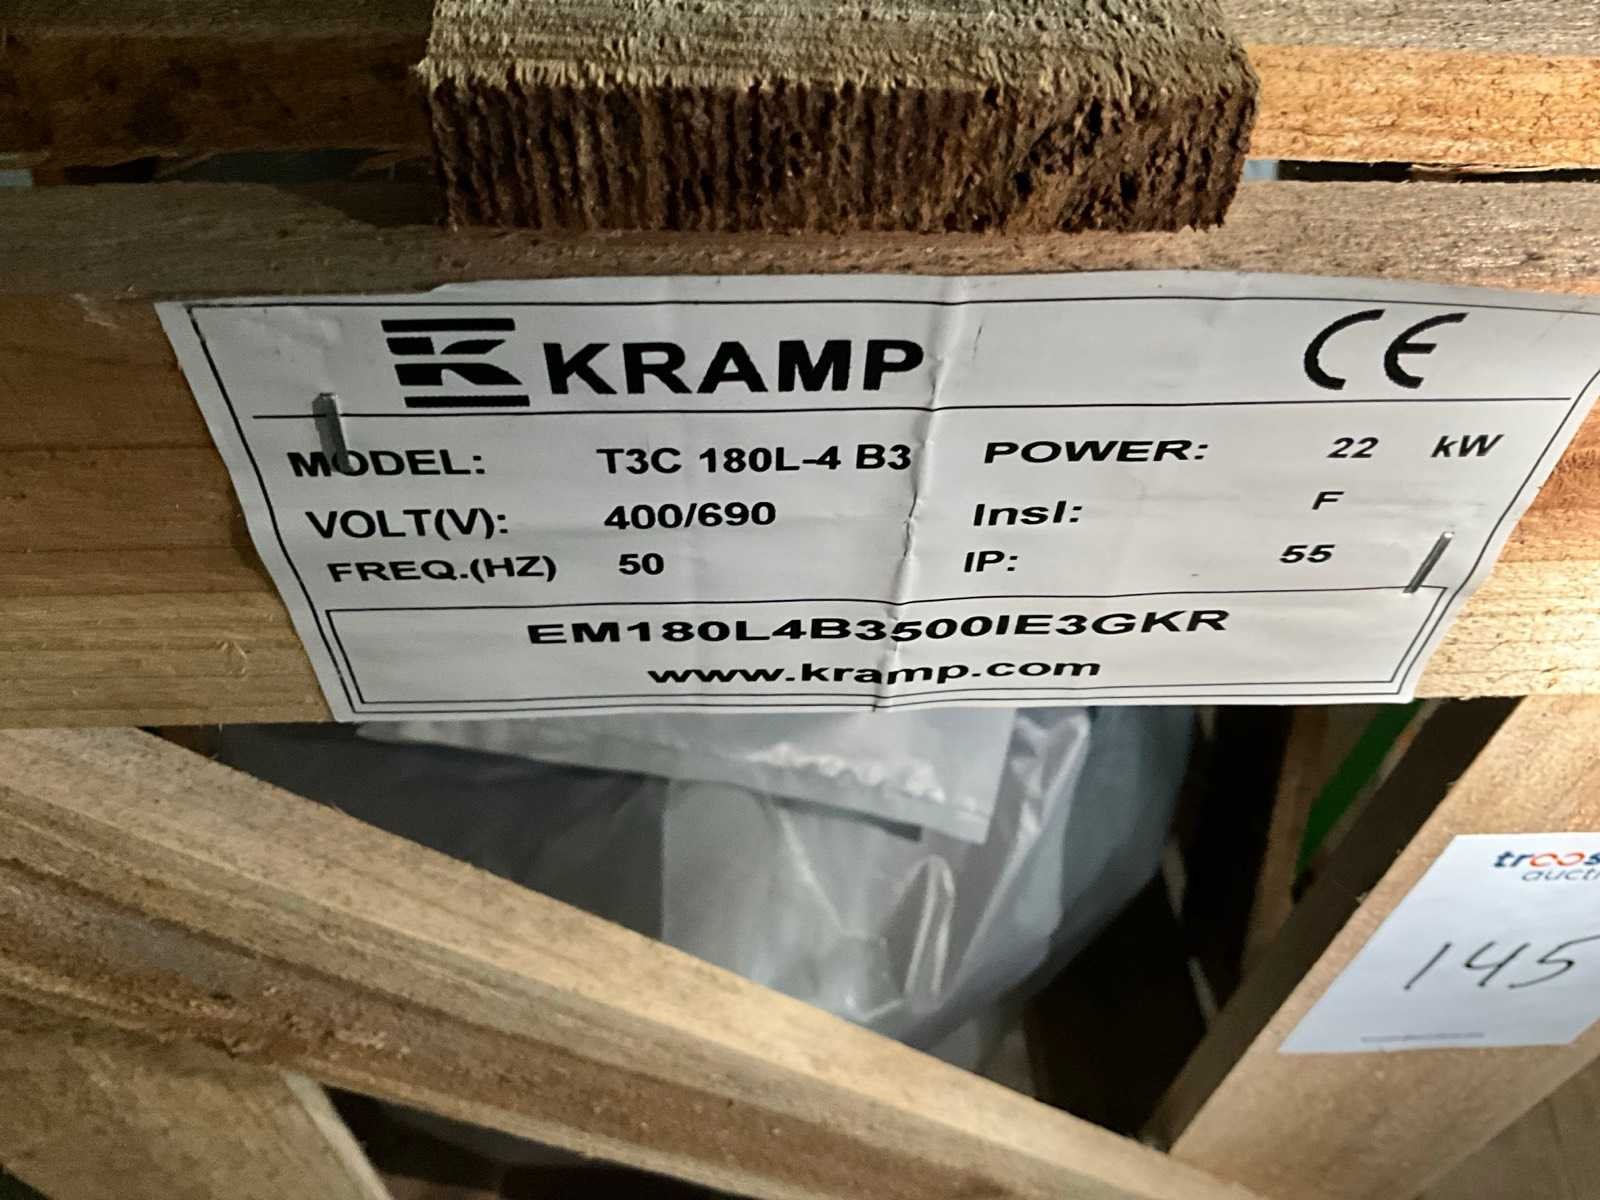 KRAMP CE
MODEL: T3C 180L-4 B3 POWER: 22 kW
VOLT(V): 400/690 Insl: F
FREQ.(HZ) 50 IP: 55
EM180L4B3500IE3GKR
www.kramp.com
145